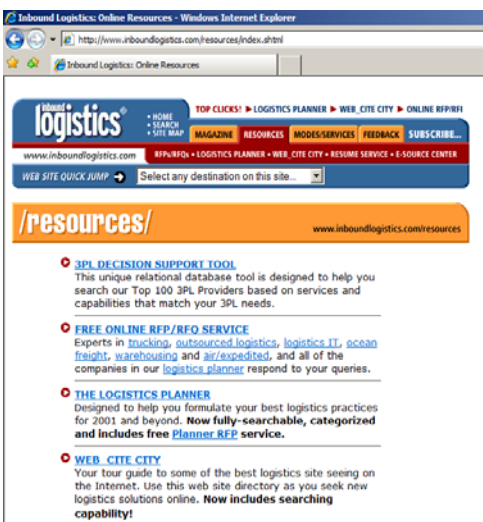 Inbound Logistics: Online Resources - Windows Internet Explorer
http://www.inboundlogistics.com/resources/index.shtml
Inbound Logistics: Online Resources
inbound logistics
• HOME
• SEARCH
• SITE MAP
TOP CLICKS! ▶ LOGISTICS PLANNER ▶ WEB_CITE CITY ▶ ONLINE RFP/RFI
MAGAZINE RESOURCES MODES/SERVICES FEEDBACK SUBSCRIBE...
www.inboundlogistics.com
RFPs/RFQs • LOGISTICS PLANNER • WEB_CITE CITY • RESUME SERVICE • E-SOURCE CENTER
WEB SITE QUICK JUMP Select any destination on this site...
/resources/
www.inboundlogistics.com/resources
3PL DECISION SUPPORT TOOL
This unique relational database tool is designed to help you
search our Top 100 3PL Providers based on services and
capabilities that match your 3PL needs.
FREE ONLINE RFP/RFQ SERVICE
Experts in trucking, outsourced logistics, logistics IT, ocean
freight, warehousing and air/expedited, and all of the
companies in our logistics planner respond to your queries.
THE LOGISTICS PLANNER
Designed to help you formulate your best logistics practices
for 2001 and beyond. Now fully-searchable, categorized
and includes free Planner RFP service.
WEB_CITE CITY
Your tour guide to some of the best logistics site seeing on
the Internet. Use this web site directory as you seek new
logistics solutions online. Now includes searching
capability!